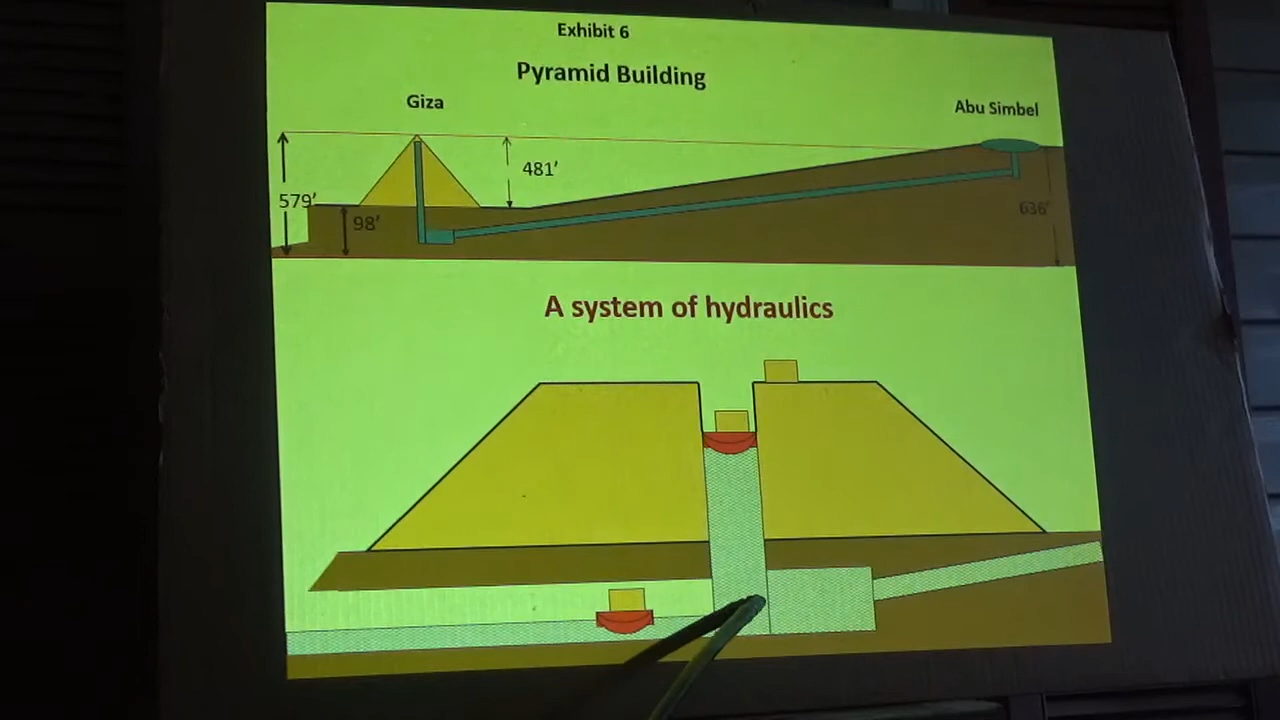 Exhibit 6
Pyramid Building
Giza
Abu Simbel
481′
579′
98′
636′
A system of hydraulics